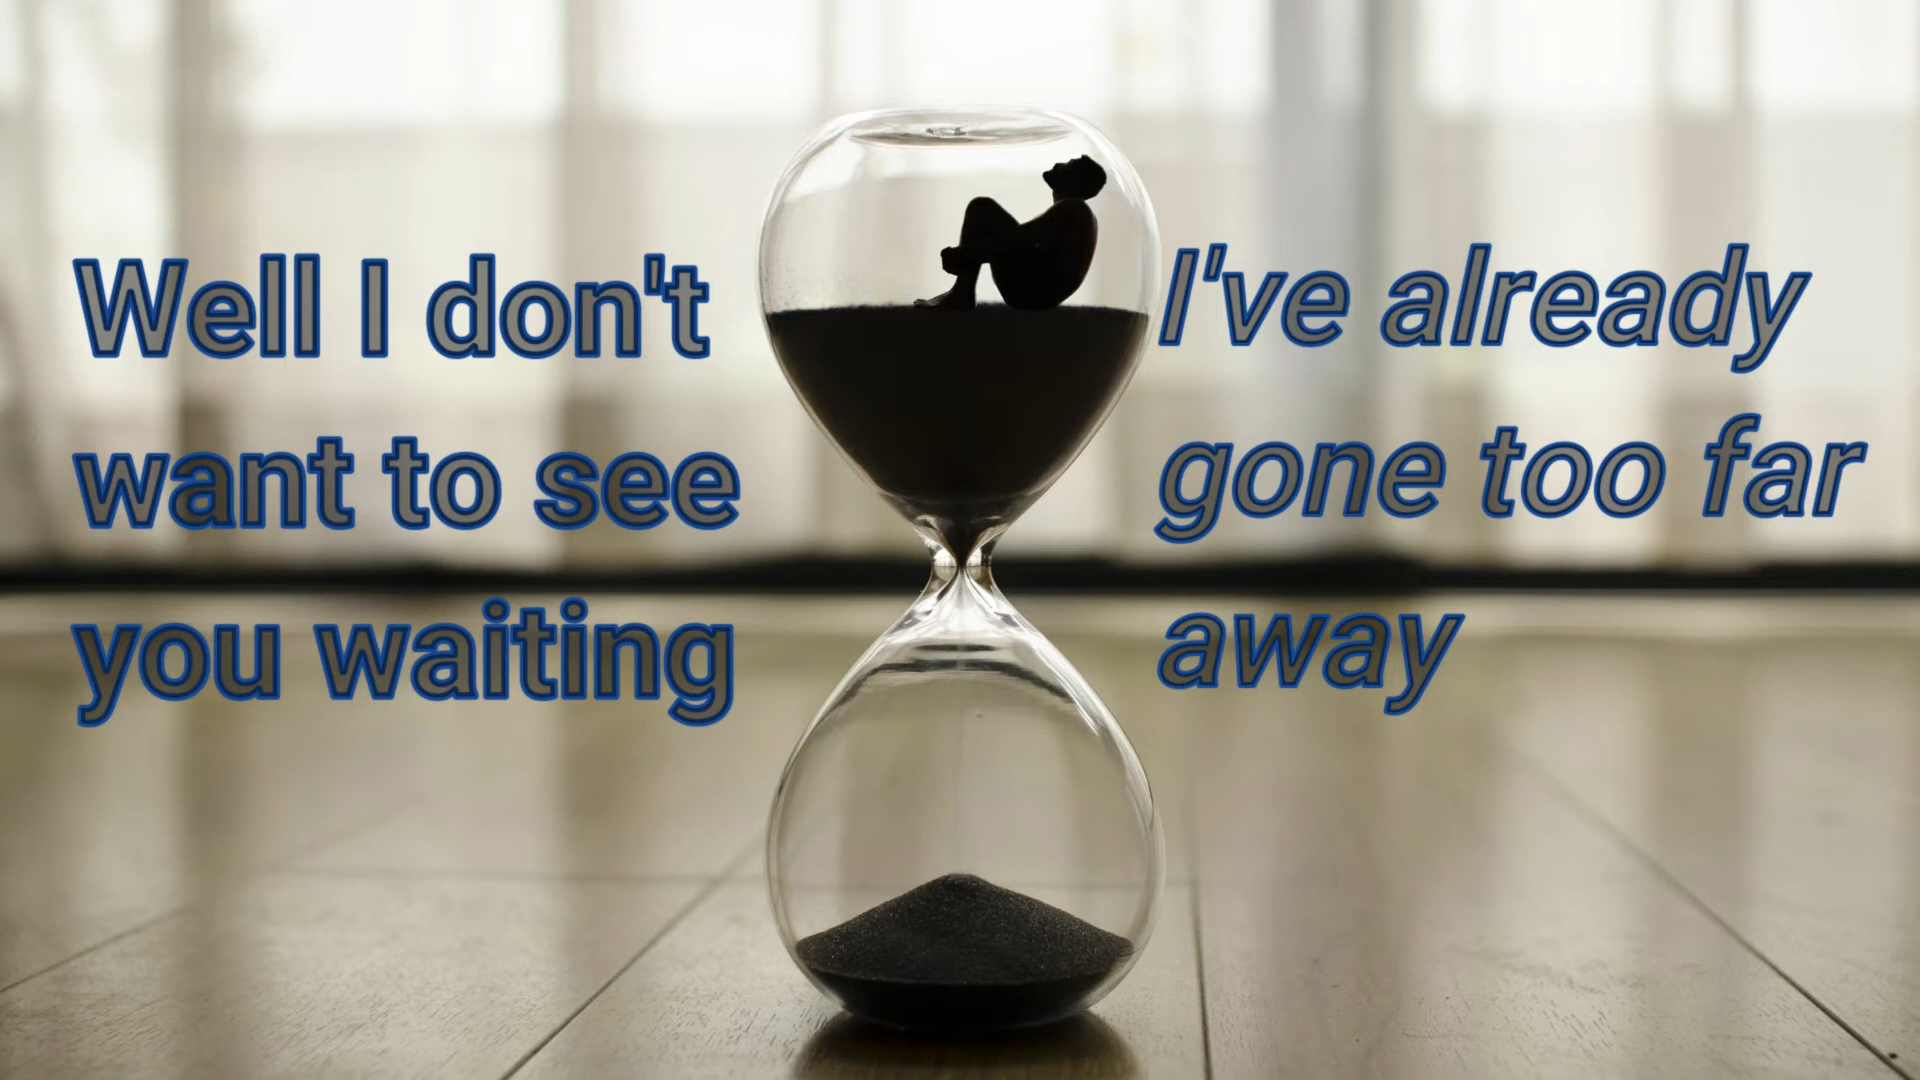 Well I don't
want to see
you waiting
I've already
gone too far
away